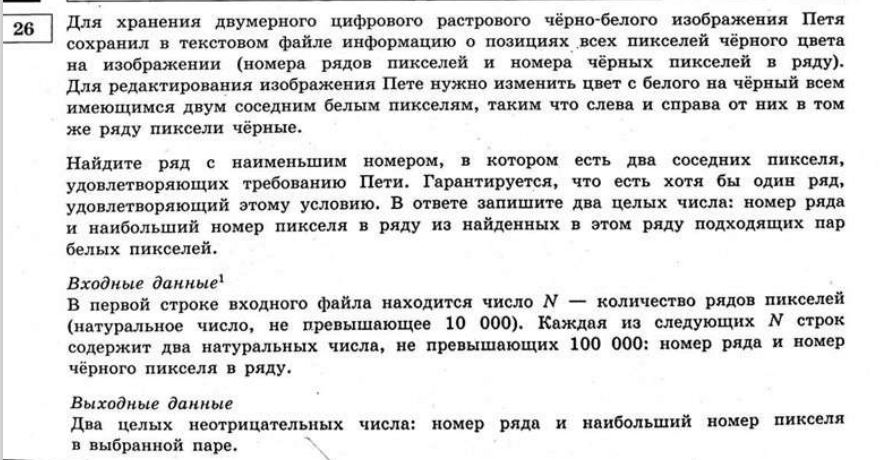 26
Для хранения двумерного цифрового растрового чёрно-белого изображения Петя
сохранил в текстовом файле информацию о позициях всех пикселей чёрного цвета
на изображении (номера рядов пикселей и номера чёрных пикселей в ряду).
Для редактирования изображения Пете нужно изменить цвет с белого на чёрный всем
имеющимся двум соседним белым пикселям, таким что слева и справа от них в том
же ряду пиксели чёрные.
Найдите ряд с наименьшим номером, в котором есть два соседних пикселя,
удовлетворяющих требованию Пети. Гарантируется, что есть хотя бы один ряд,
удовлетворяющий этому условию. В ответе запишите два целых числа: номер ряда
и наибольший номер пикселя в ряду из найденных в этом ряду подходящих пар
белых пикселей.
Входные данные¹
В первой строке входного файла находится число N — количество рядов пикселей
(натуральное число, не превышающее 10 000). Каждая из следующих N строк
содержит два натуральных числа, не превышающих 100 000: номер ряда и номер
чёрного пикселя в ряду.
Выходные данные
Два целых неотрицательных числа: номер ряда и наибольший номер пикселя
в выбранной паре.